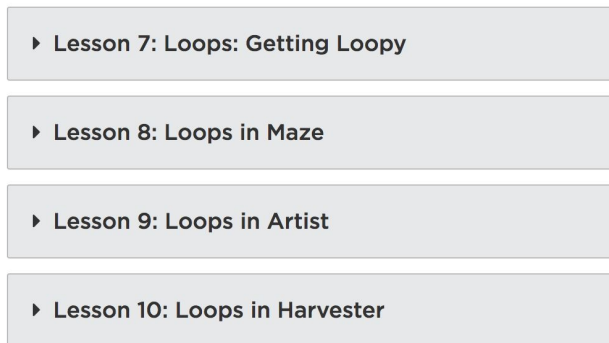 Lesson 7: Loops: Getting Loopy
Lesson 8: Loops in Maze
Lesson 9: Loops in Artist
Lesson 10: Loops in Harvester